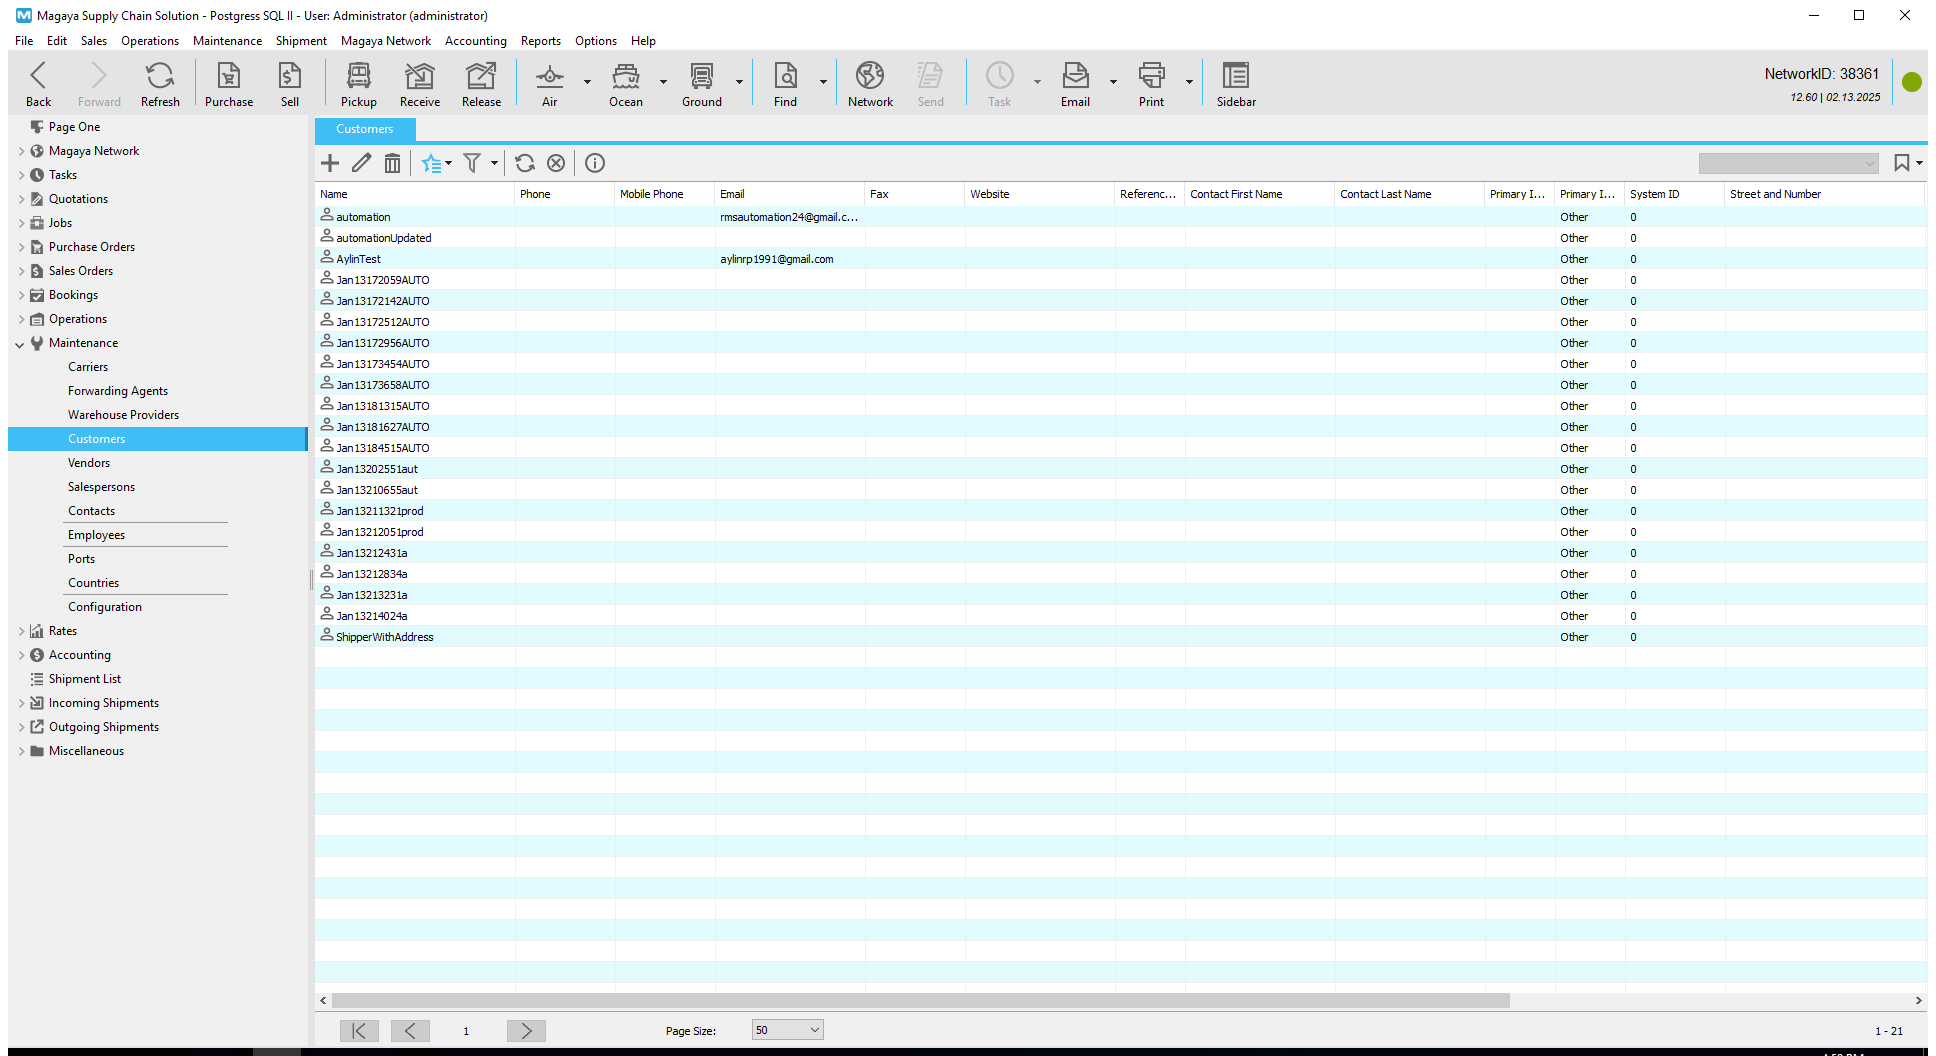 Magaya Supply Chain Solution - Postgress SQL II - User: Administrator (administrator)
File Edit Sales Operations Maintenance Shipment Magaya Network Accounting Reports Options Help
Back Forward Refresh Purchase Sell Pickup Receive Release Air Ocean Ground Find Network Send Task Email Print Sidebar
NetworkID: 38361
12.60 | 02.13.2025
Page One
Magaya Network
Tasks
Quotations
Jobs
Purchase Orders
Sales Orders
Bookings
Operations
Maintenance
Carriers
Forwarding Agents
Warehouse Providers
Customers
Vendors
Salespersons
Contacts
Employees
Ports
Countries
Configuration
Rates
Accounting
Shipment List
Incoming Shipments
Outgoing Shipments
Miscellaneous
Customers
Name Phone Mobile Phone Email Fax Website Referenc... Contact First Name Contact Last Name Primary I... Primary I... System ID Street and Number
automation rmsautomation24@gmail.c... Other 0
automationUpdated Other 0
AylinTest aylinrp1991@gmail.com Other 0
Jan13172059AUTO Other 0
Jan13172142AUTO Other 0
Jan13172512AUTO Other 0
Jan13172956AUTO Other 0
Jan13173454AUTO Other 0
Jan13173658AUTO Other 0
Jan13181315AUTO Other 0
Jan13181627AUTO Other 0
Jan13184515AUTO Other 0
Jan13202551aut Other 0
Jan13210655aut Other 0
Jan13211321prod Other 0
Jan13212051prod Other 0
Jan13212431a Other 0
Jan13212834a Other 0
Jan13213231a Other 0
Jan13214024a Other 0
ShipperWithAddress Other 0
1 Page Size: 50 1 - 21